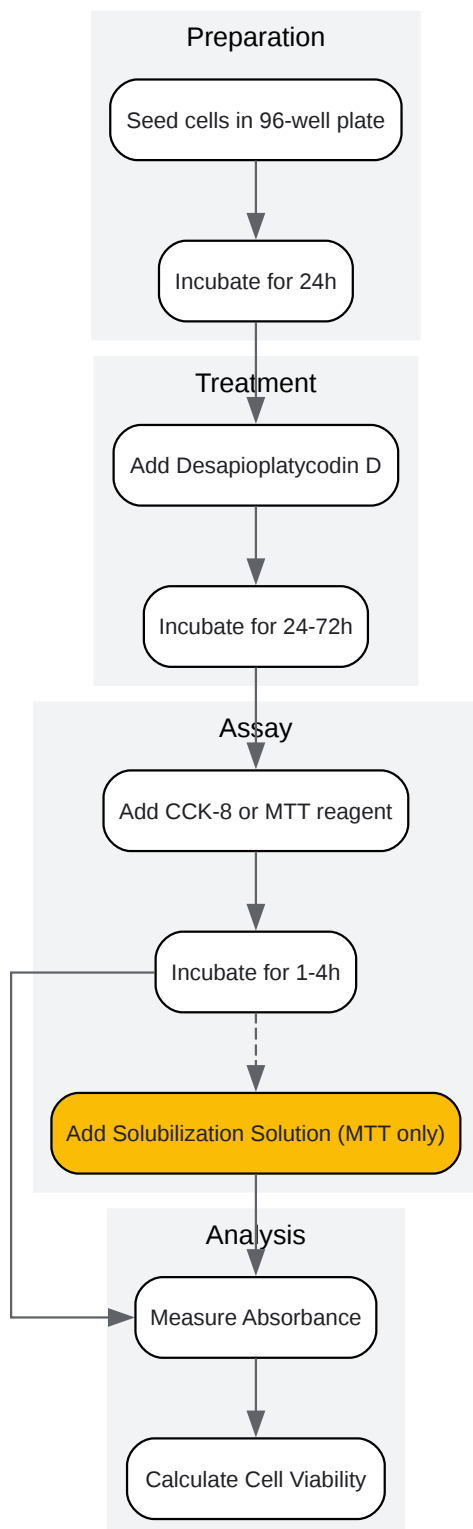 Preparation
Seed cells in 96-well plate
Incubate for 24h
Treatment
Add Desapioplatycodin D
Incubate for 24-72h
Assay
Add CCK-8 or MTT reagent
Incubate for 1-4h
Add Solubilization Solution (MTT only)
Analysis
Measure Absorbance
Calculate Cell Viability